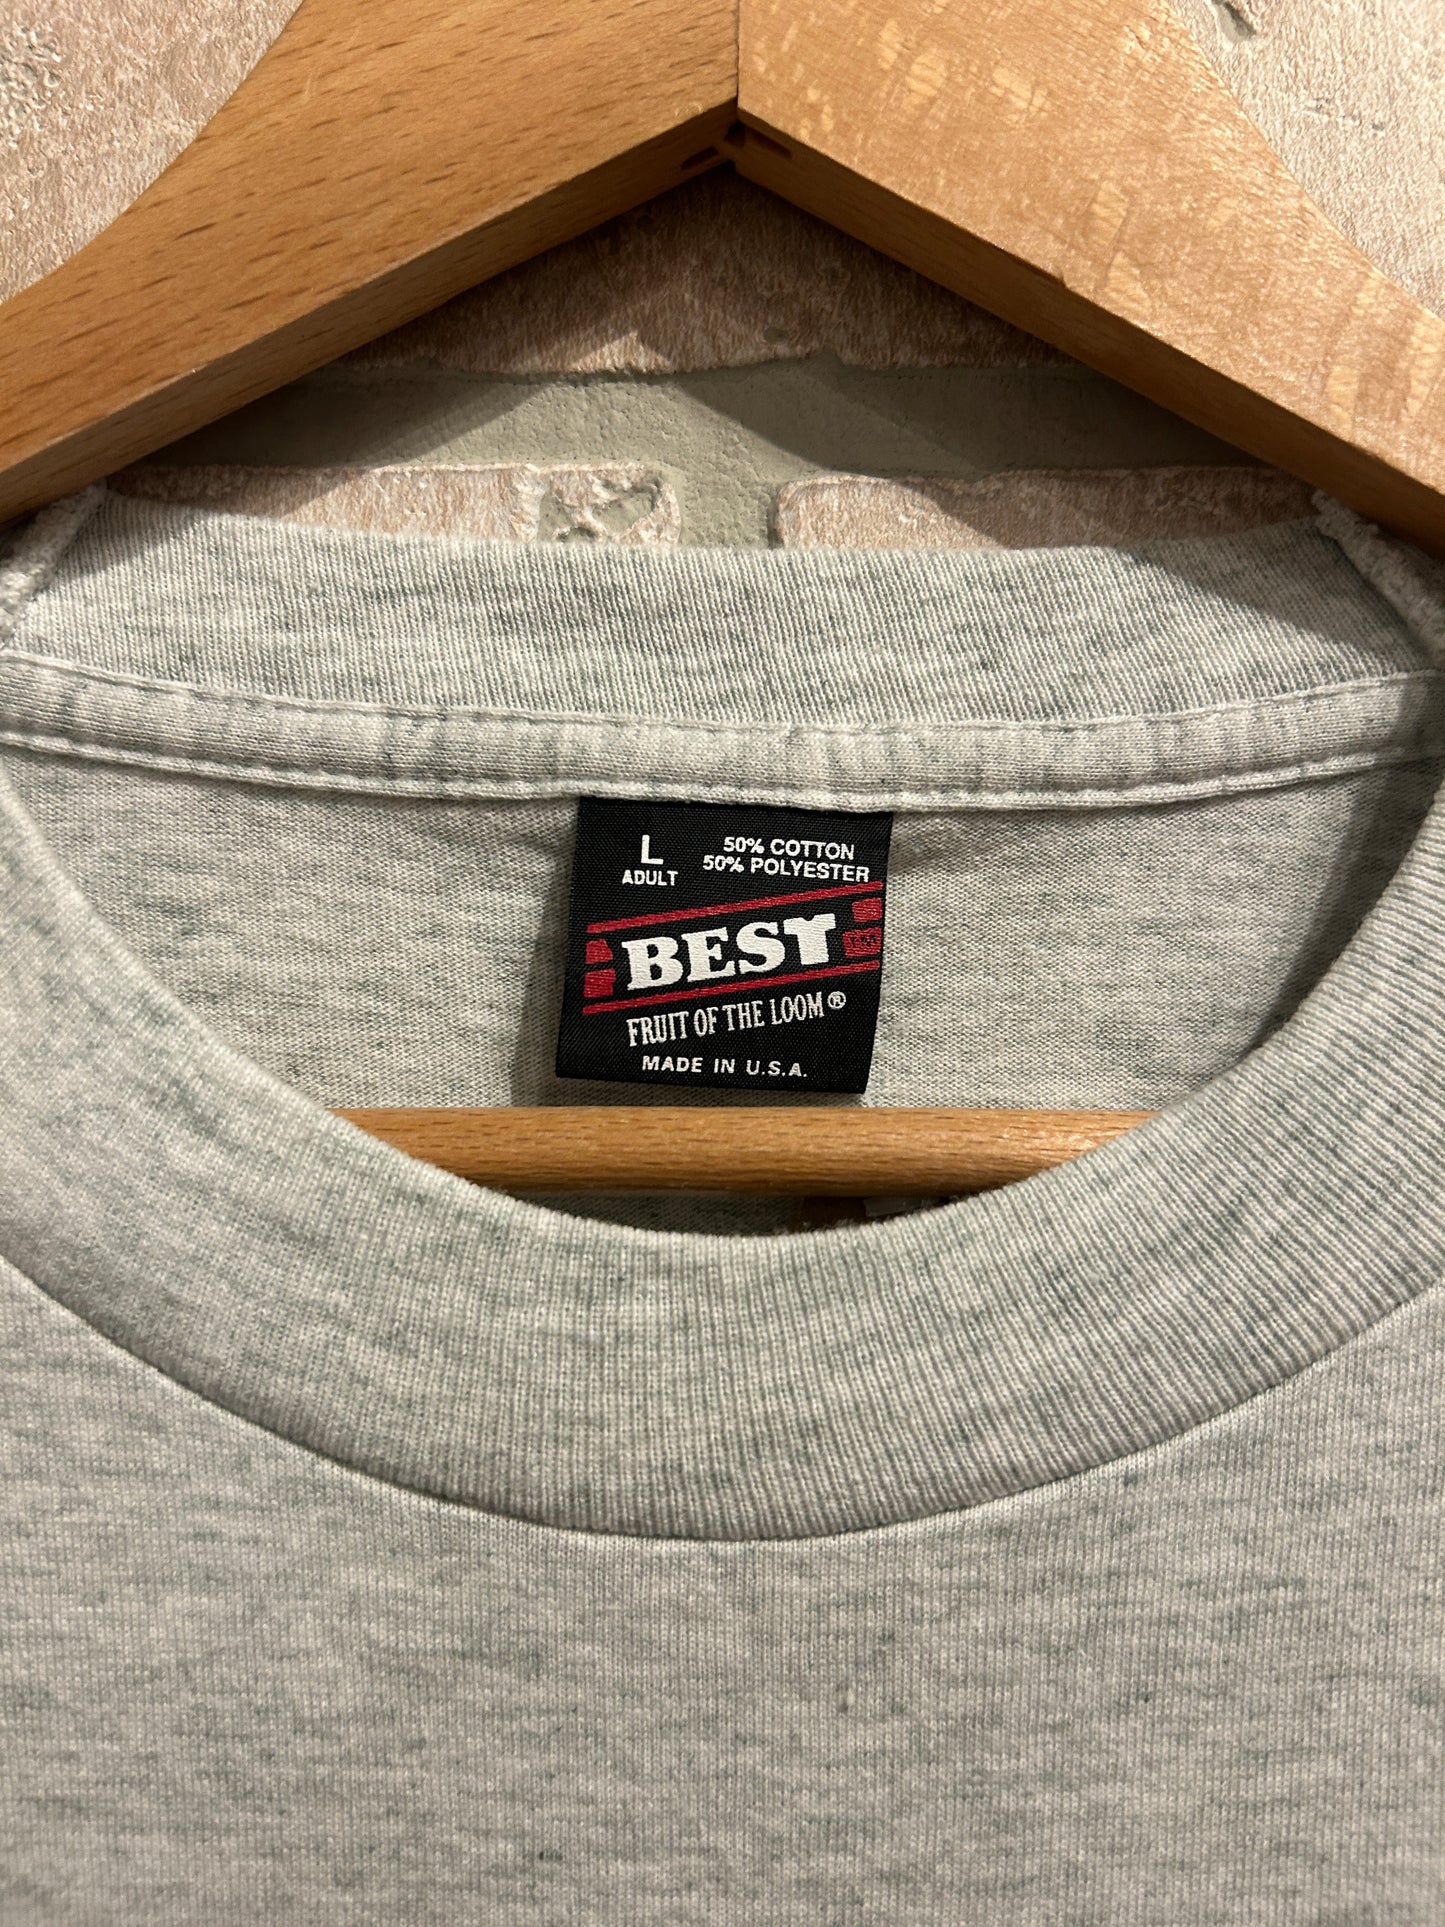 L
ADULT
50% COTTON
50% POLYESTER
BEST
FRUIT OF THE LOOM®
MADE IN U.S.A.